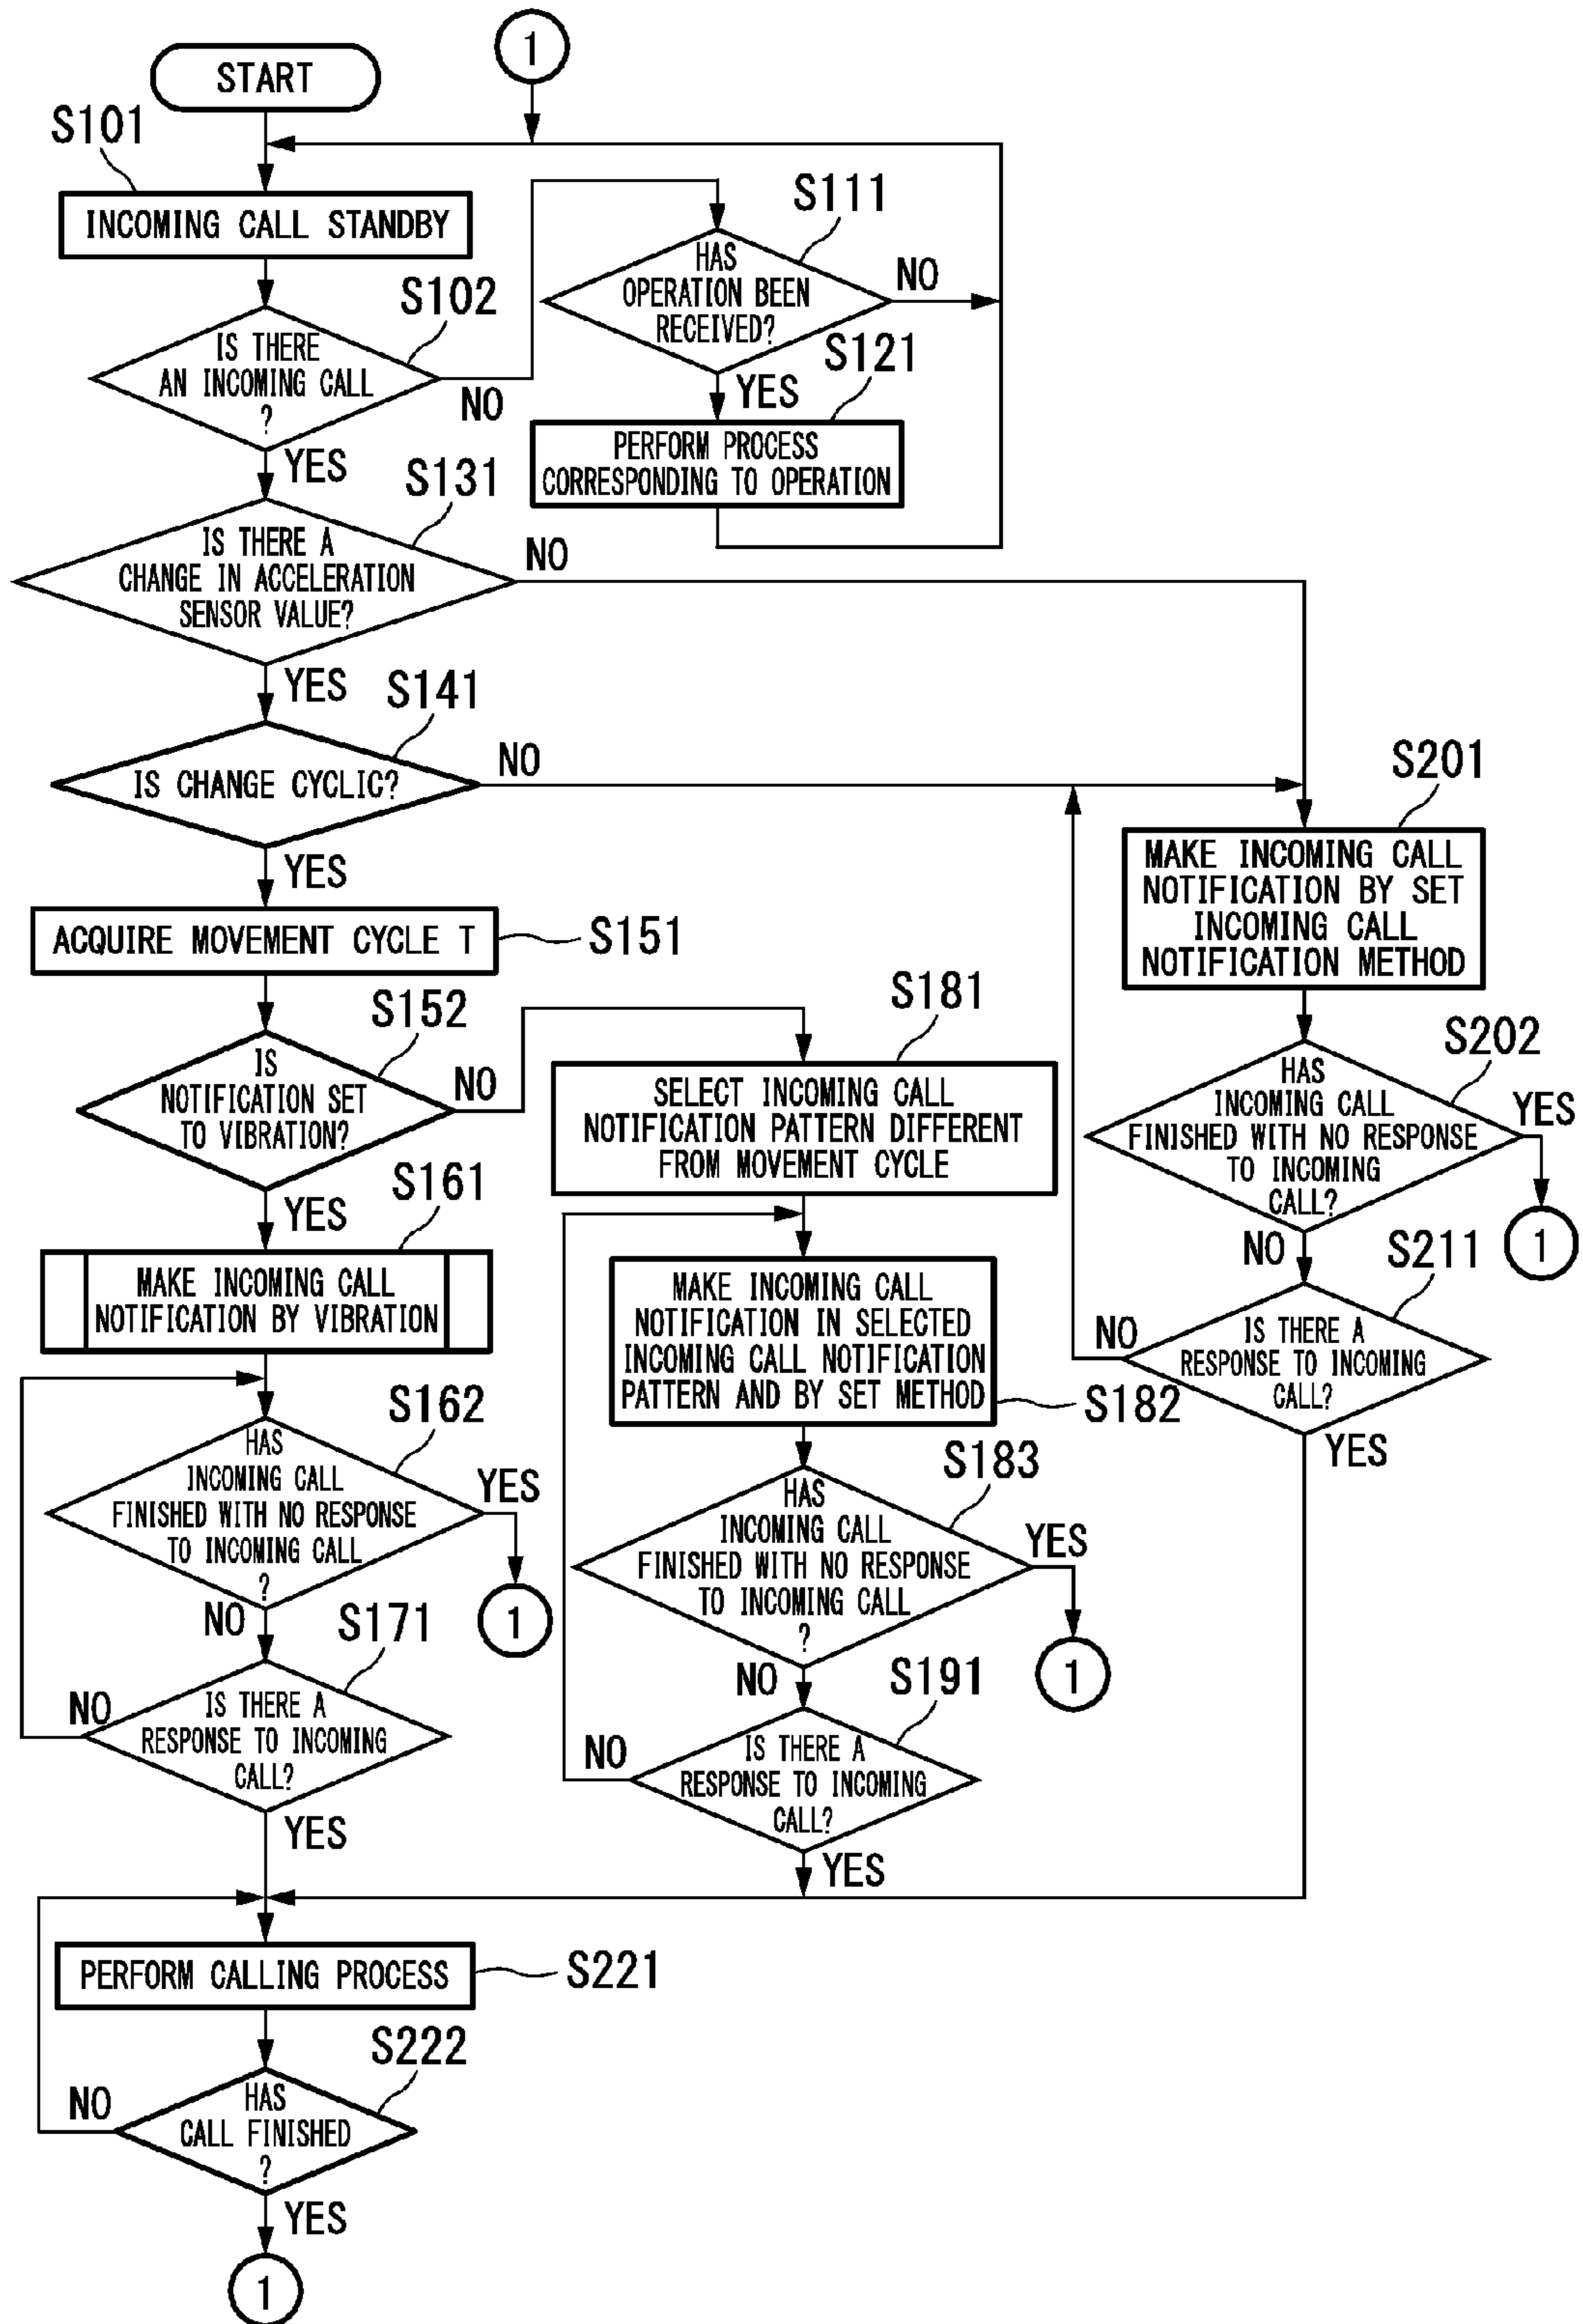 1
START
S101
INCOMING CALL STANDBY
S102
IS THERE
AN INCOMING CALL
?
NO
YES
S111
HAS
OPERATION BEEN
RECEIVED?
NO
YES
S121
PERFORM PROCESS
CORRESPONDING TO OPERATION
S131
IS THERE A
CHANGE IN ACCELERATION
SENSOR VALUE?
NO
YES
S141
IS CHANGE CYCLIC?
NO
YES
ACQUIRE MOVEMENT CYCLE T
S151
S152
IS
NOTIFICATION SET
TO VIBRATION?
NO
YES
S161
MAKE INCOMING CALL
NOTIFICATION BY VIBRATION
S162
HAS
INCOMING CALL
FINISHED WITH NO RESPONSE
TO INCOMING CALL
?
YES
1
NO
S171
IS THERE A
RESPONSE TO INCOMING
CALL?
NO
YES
S181
SELECT INCOMING CALL
NOTIFICATION PATTERN DIFFERENT
FROM MOVEMENT CYCLE
MAKE INCOMING CALL
NOTIFICATION IN SELECTED
INCOMING CALL NOTIFICATION
PATTERN AND BY SET METHOD
S182
S183
HAS
INCOMING CALL
FINISHED WITH NO RESPONSE
TO INCOMING CALL
?
YES
1
NO
S191
IS THERE A
RESPONSE TO INCOMING
CALL?
NO
YES
S201
MAKE INCOMING CALL
NOTIFICATION BY SET
INCOMING CALL
NOTIFICATION METHOD
S202
HAS
INCOMING CALL
FINISHED WITH NO RESPONSE
TO INCOMING
CALL?
YES
1
NO
S211
IS THERE A
RESPONSE TO INCOMING
CALL?
NO
YES
PERFORM CALLING PROCESS
S221
S222
HAS
CALL FINISHED
?
NO
YES
1